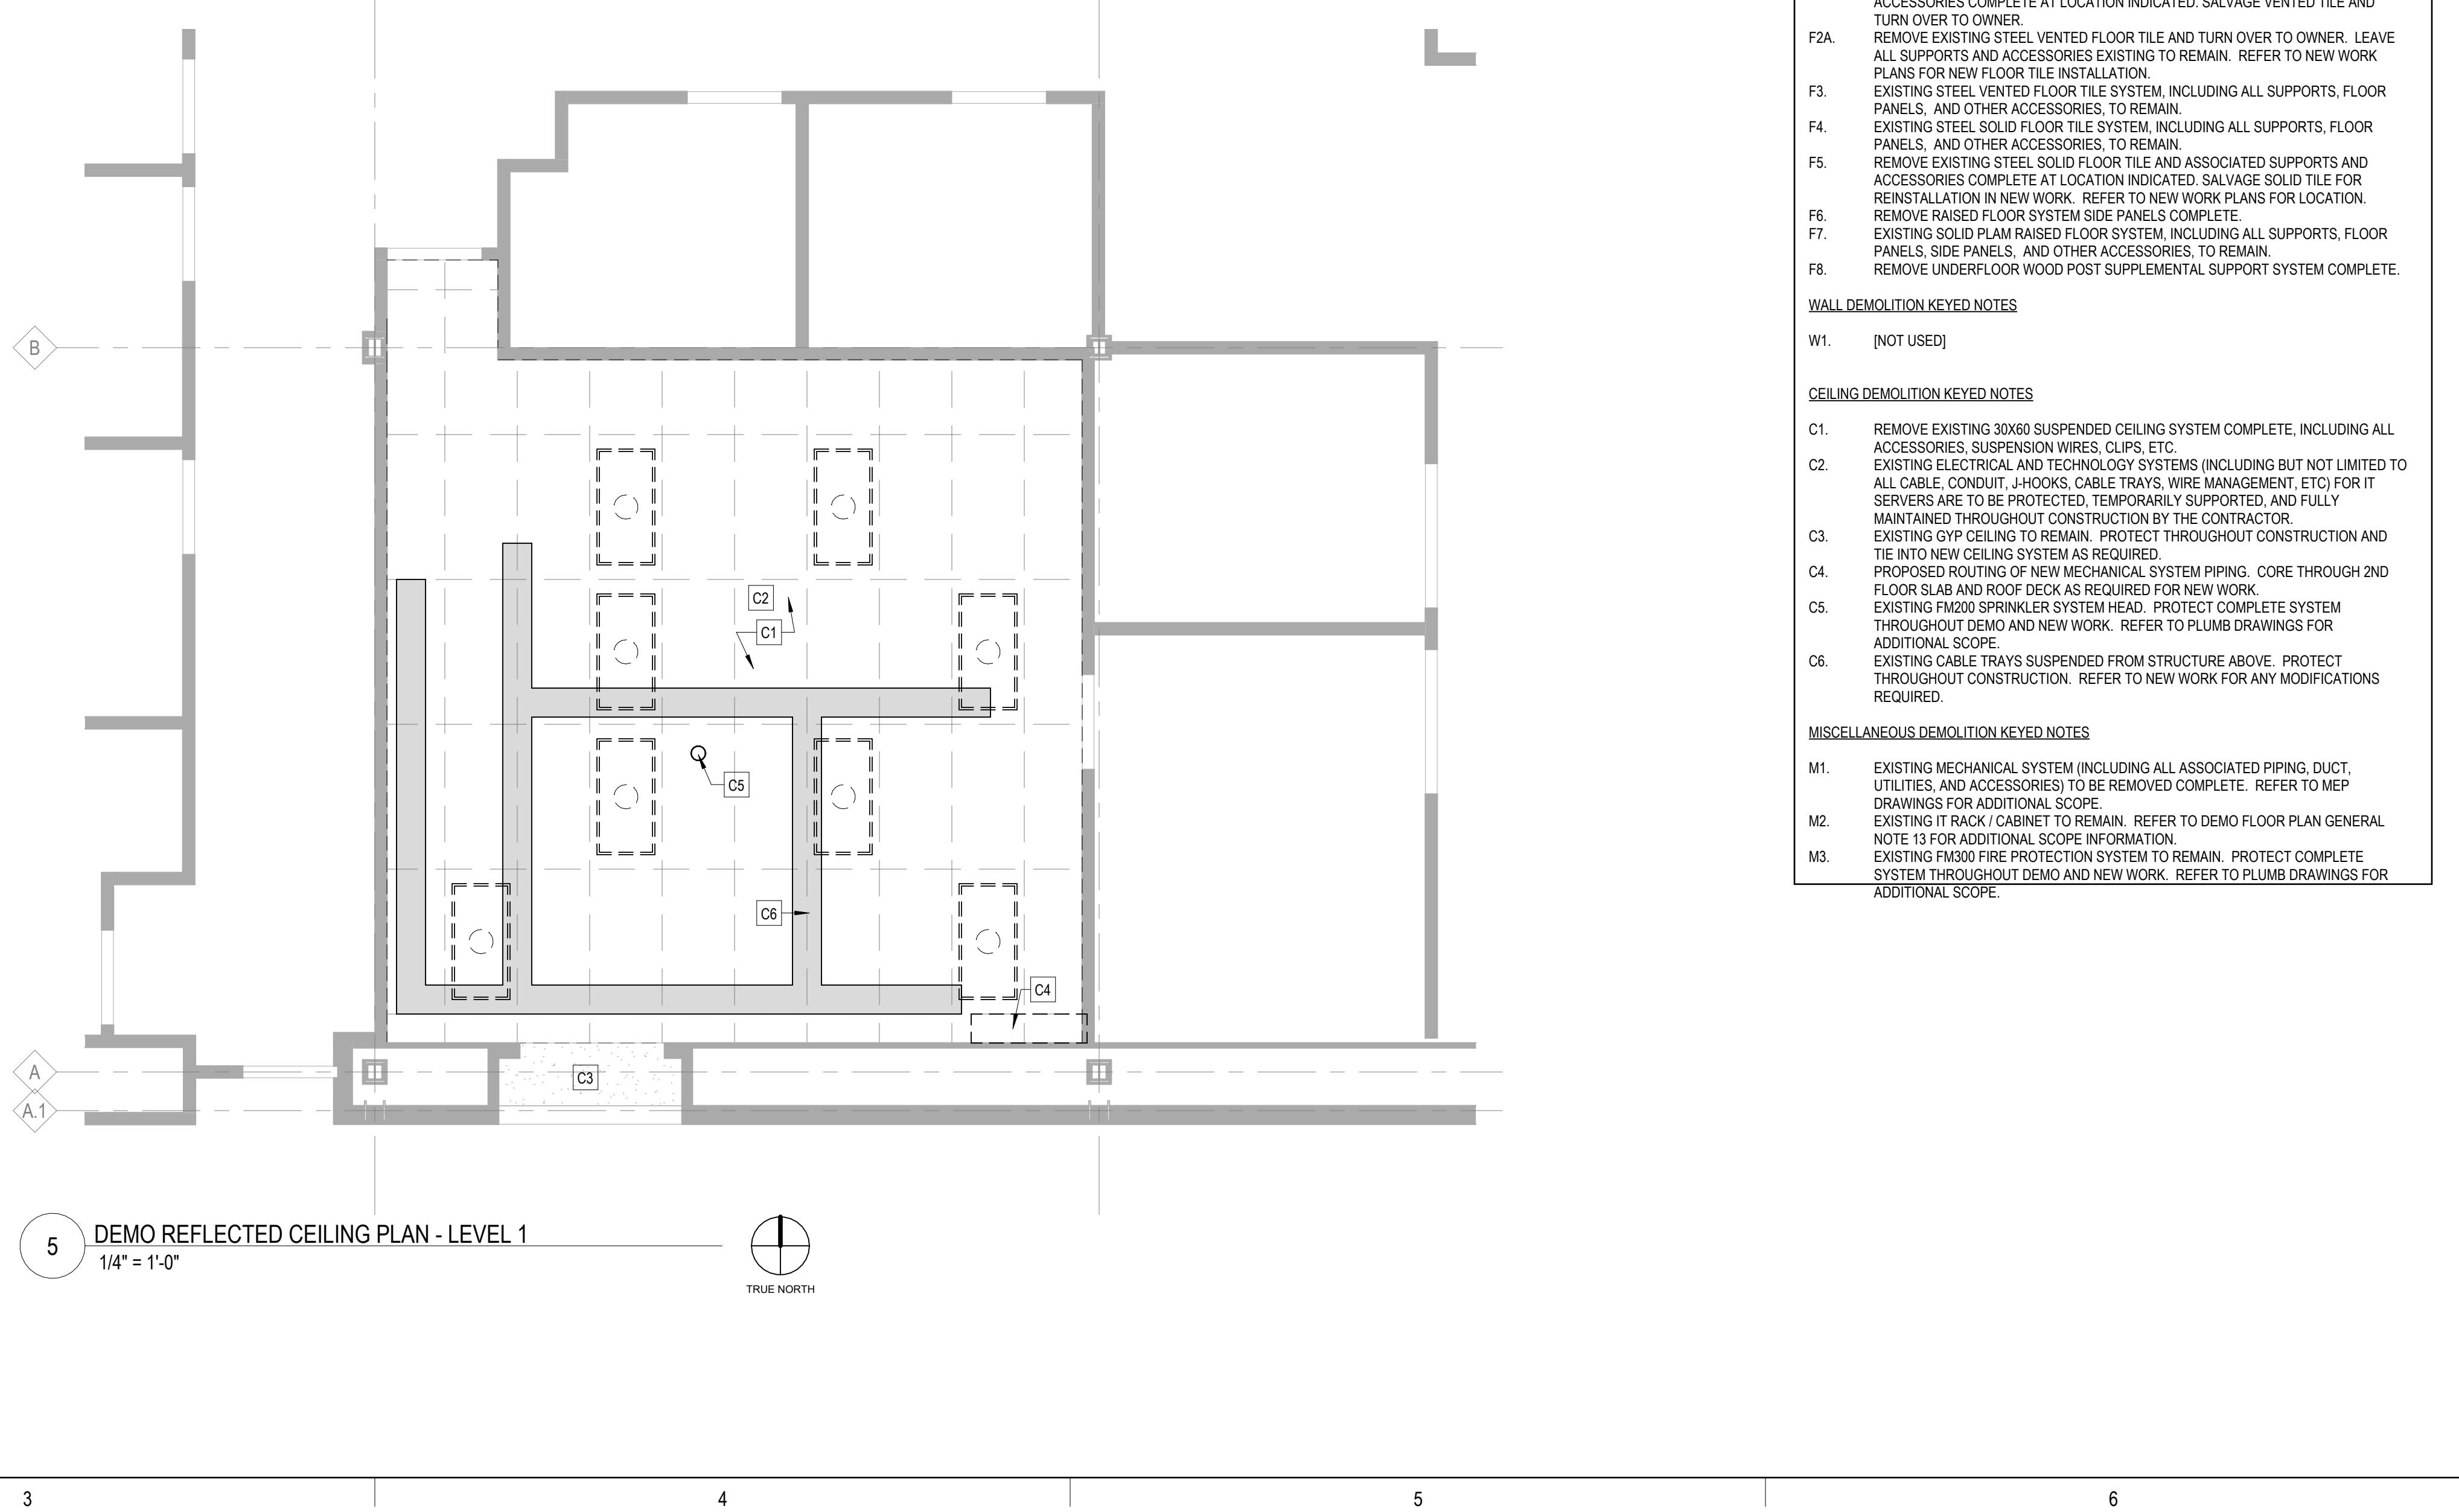 B
A
A.1
C2
C1
C5
C6
C4
C3
5
DEMO REFLECTED CEILING PLAN - LEVEL 1
1/4" = 1'-0"
TRUE NORTH
ACCESSORIES COMPLETE AT LOCATION INDICATED. SALVAGE VENTED TILE AND
TURN OVER TO OWNER.
F2A. REMOVE EXISTING STEEL VENTED FLOOR TILE AND TURN OVER TO OWNER. LEAVE
ALL SUPPORTS AND ACCESSORIES EXISTING TO REMAIN. REFER TO NEW WORK
PLANS FOR NEW FLOOR TILE INSTALLATION.
F3. EXISTING STEEL VENTED FLOOR TILE SYSTEM, INCLUDING ALL SUPPORTS, FLOOR
PANELS, AND OTHER ACCESSORIES, TO REMAIN.
F4. EXISTING STEEL SOLID FLOOR TILE SYSTEM, INCLUDING ALL SUPPORTS, FLOOR
PANELS, AND OTHER ACCESSORIES, TO REMAIN.
F5. REMOVE EXISTING STEEL SOLID FLOOR TILE AND ASSOCIATED SUPPORTS AND
ACCESSORIES COMPLETE AT LOCATION INDICATED. SALVAGE SOLID TILE FOR
REINSTALLATION IN NEW WORK. REFER TO NEW WORK PLANS FOR LOCATION.
F6. REMOVE RAISED FLOOR SYSTEM SIDE PANELS COMPLETE.
F7. EXISTING SOLID PLAM RAISED FLOOR SYSTEM, INCLUDING ALL SUPPORTS, FLOOR
PANELS, SIDE PANELS, AND OTHER ACCESSORIES, TO REMAIN.
F8. REMOVE UNDERFLOOR WOOD POST SUPPLEMENTAL SUPPORT SYSTEM COMPLETE.
WALL DEMOLITION KEYED NOTES
W1. [NOT USED]
CEILING DEMOLITION KEYED NOTES
C1. REMOVE EXISTING 30X60 SUSPENDED CEILING SYSTEM COMPLETE, INCLUDING ALL
ACCESSORIES, SUSPENSION WIRES, CLIPS, ETC.
C2. EXISTING ELECTRICAL AND TECHNOLOGY SYSTEMS (INCLUDING BUT NOT LIMITED TO
ALL CABLE, CONDUIT, J-HOOKS, CABLE TRAYS, WIRE MANAGEMENT, ETC) FOR IT
SERVERS ARE TO BE PROTECTED, TEMPORARILY SUPPORTED, AND FULLY
MAINTAINED THROUGHOUT CONSTRUCTION BY THE CONTRACTOR.
C3. EXISTING GYP CEILING TO REMAIN. PROTECT THROUGHOUT CONSTRUCTION AND
TIE INTO NEW CEILING SYSTEM AS REQUIRED.
C4. PROPOSED ROUTING OF NEW MECHANICAL SYSTEM PIPING. CORE THROUGH 2ND
FLOOR SLAB AND ROOF DECK AS REQUIRED FOR NEW WORK.
C5. EXISTING FM200 SPRINKLER SYSTEM HEAD. PROTECT COMPLETE SYSTEM
THROUGHOUT DEMO AND NEW WORK. REFER TO PLUMB DRAWINGS FOR
ADDITIONAL SCOPE.
C6. EXISTING CABLE TRAYS SUSPENDED FROM STRUCTURE ABOVE. PROTECT
THROUGHOUT CONSTRUCTION. REFER TO NEW WORK FOR ANY MODIFICATIONS
REQUIRED.
MISCELLANEOUS DEMOLITION KEYED NOTES
M1. EXISTING MECHANICAL SYSTEM (INCLUDING ALL ASSOCIATED PIPING, DUCT,
UTILITIES, AND ACCESSORIES) TO BE REMOVED COMPLETE. REFER TO MEP
DRAWINGS FOR ADDITIONAL SCOPE.
M2. EXISTING IT RACK / CABINET TO REMAIN. REFER TO DEMO FLOOR PLAN GENERAL
NOTE 13 FOR ADDITIONAL SCOPE INFORMATION.
M3. EXISTING FM300 FIRE PROTECTION SYSTEM TO REMAIN. PROTECT COMPLETE
SYSTEM THROUGHOUT DEMO AND NEW WORK. REFER TO PLUMB DRAWINGS FOR
ADDITIONAL SCOPE.
3 4 5 6